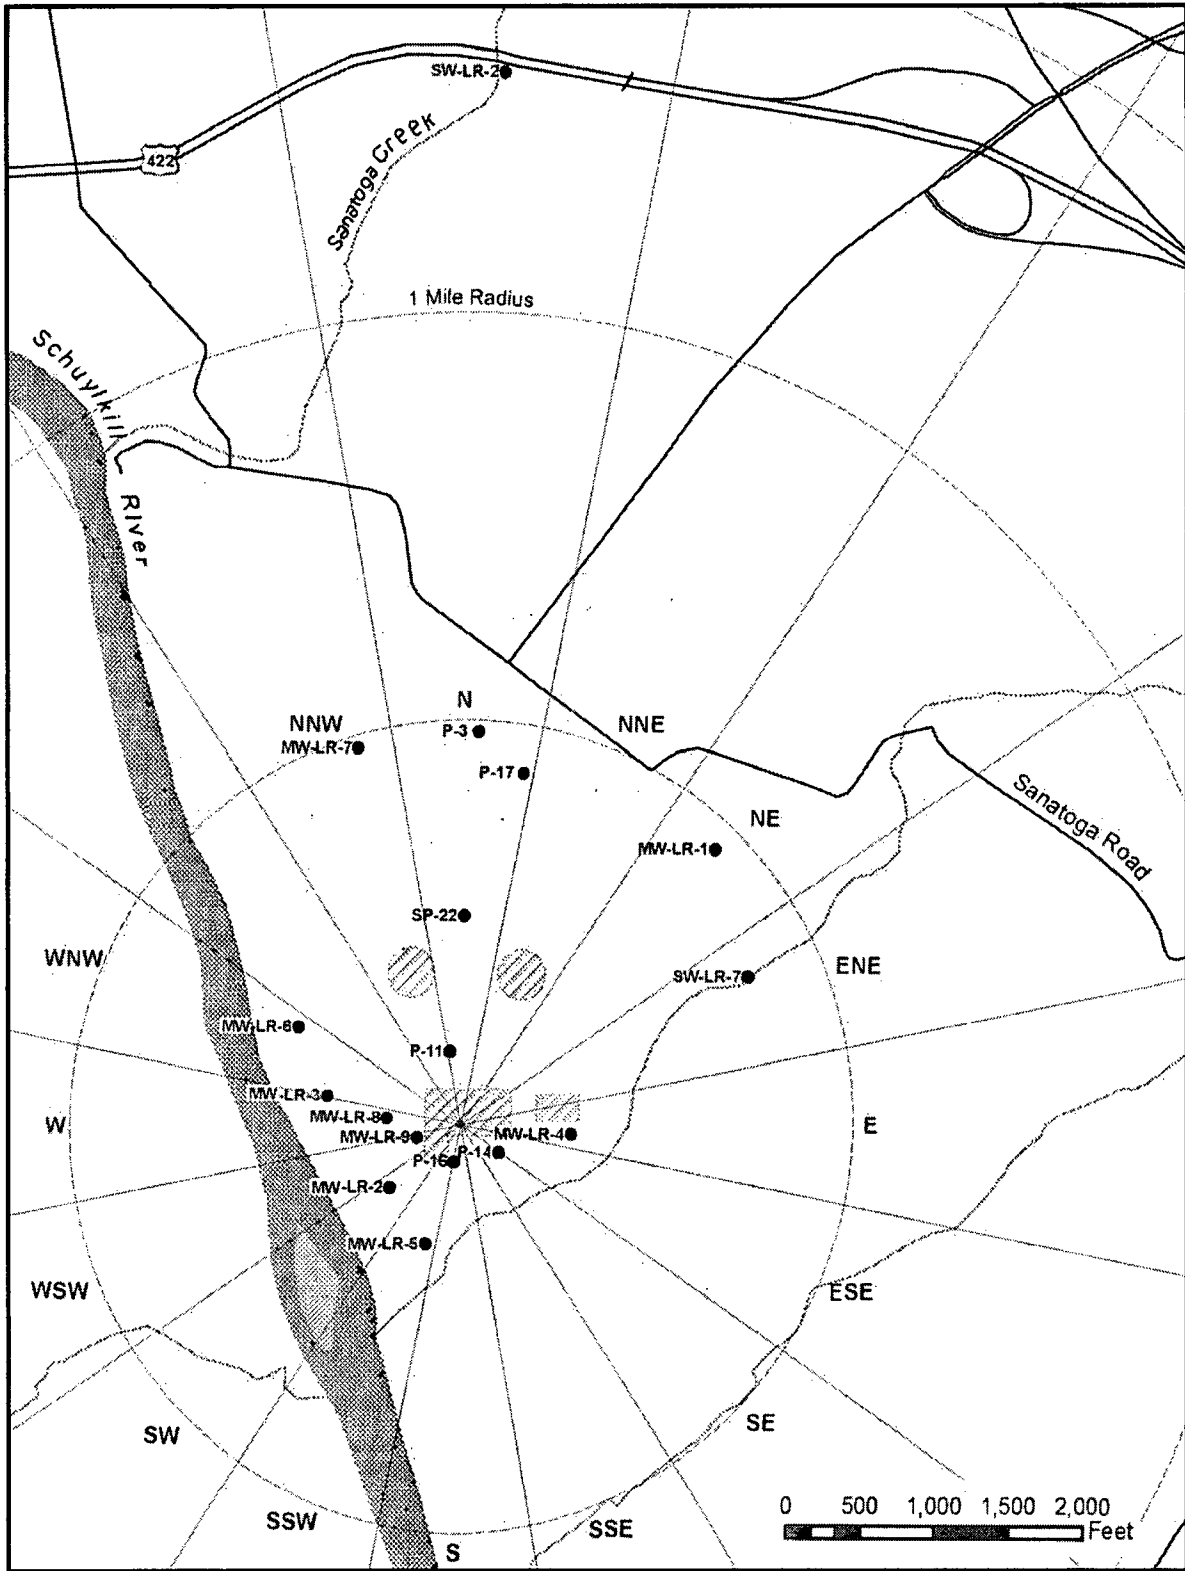 SW-LR-2
422
Sanatoga Creek
1 Mile Radius
Schuylkill River
N
NNW
NNE
P-3
MW-LR-7
P-17
Sanatoga Road
NE
MW-LR-1
SP-22
WNW
ENE
SW-LR-7
MW-LR-6
P-11
MW-LR-3
MW-LR-8
W
E
MW-LR-9
MW-LR-4
P-14
P-16
MW-LR-2
MW-LR-5
WSW
ESE
SW
SE
SSW
SSE
S
0 500 1,000 1,500 2,000
Feet